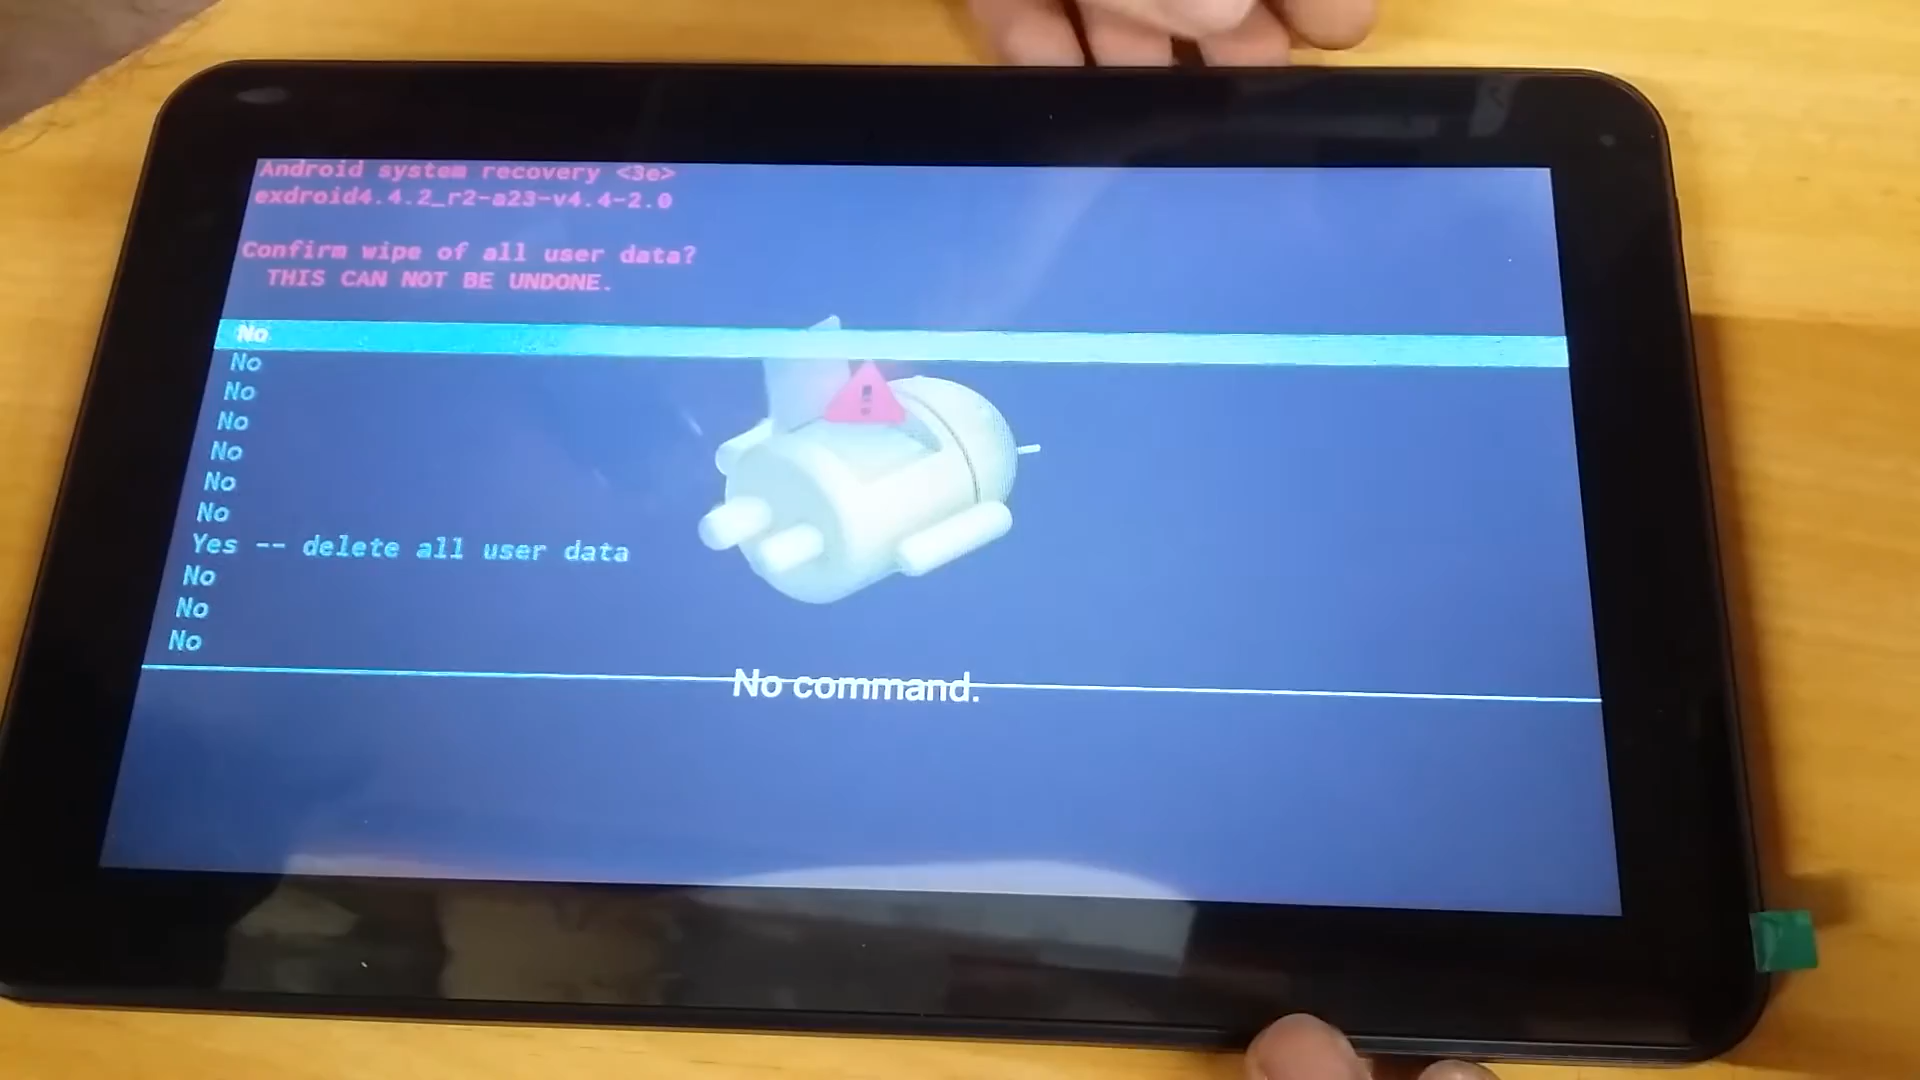 Android system recovery <3e>
exdroid4.4.2_r2-a23-v4.4-2.0
Confirm wipe of all user data?
THIS CAN NOT BE UNDONE.
No
No
No
No
No
No
No
Yes -- delete all user data
No
No
No
No command.